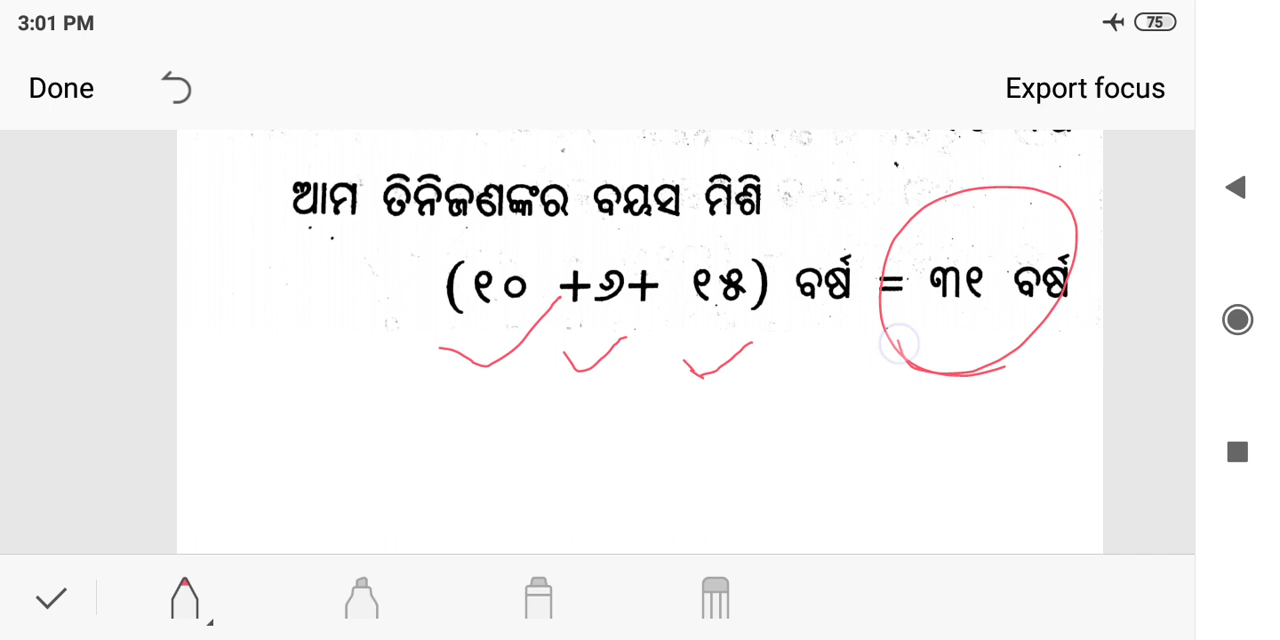 3:01 PM 75
Done Export focus
ଆମ ତିନିଜଣଙ୍କର ବୟସ ମିଶି
(୧୦ +୬+ ୧୫) ବର୍ଷ = ୩୧ ବର୍ଷ